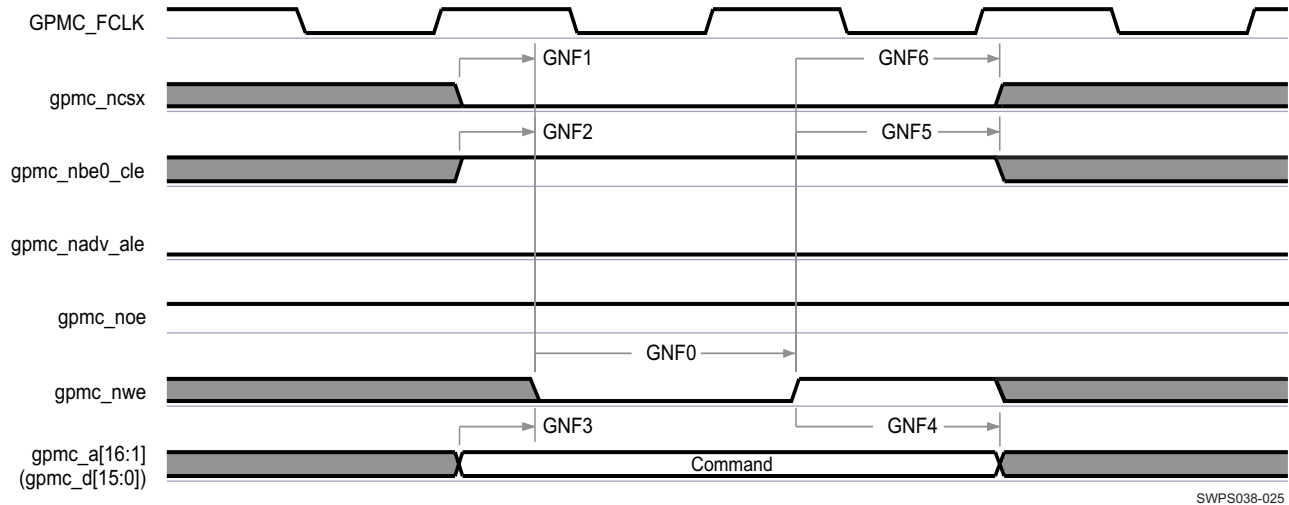 GPMC_FCLK
GNF1
GNF6
gpmc_ncsx
GNF2
GNF5
gpmc_nbe0_cle
gpmc_nadv_ale
gpmc_noe
GNF0
gpmc_nwe
GNF3
GNF4
gpmc_a[16:1]
(gpmc_d[15:0])
Command
SWPS038-025